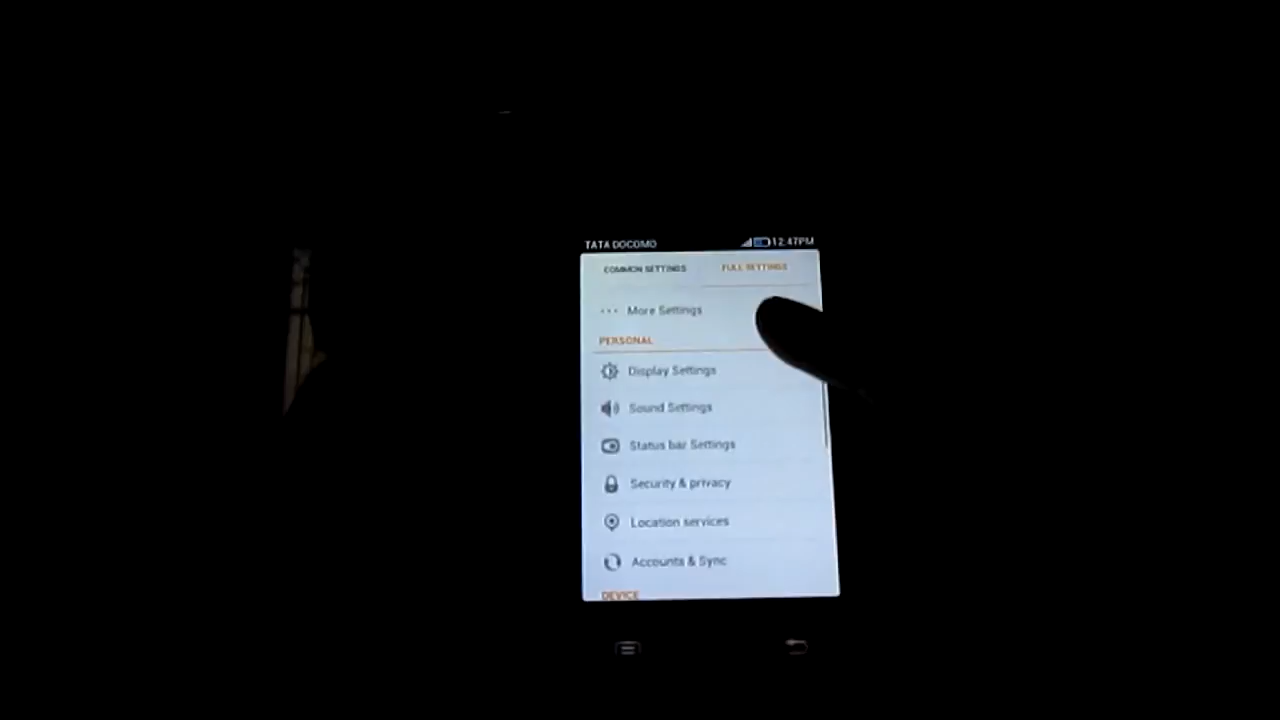 TATA DOCOMO 12:47PM
COMMON SETTINGS FULL SETTINGS
More Settings
PERSONAL
Display Settings
Sound Settings
Status bar Settings
Security & privacy
Location services
Accounts & Sync
DEVICE